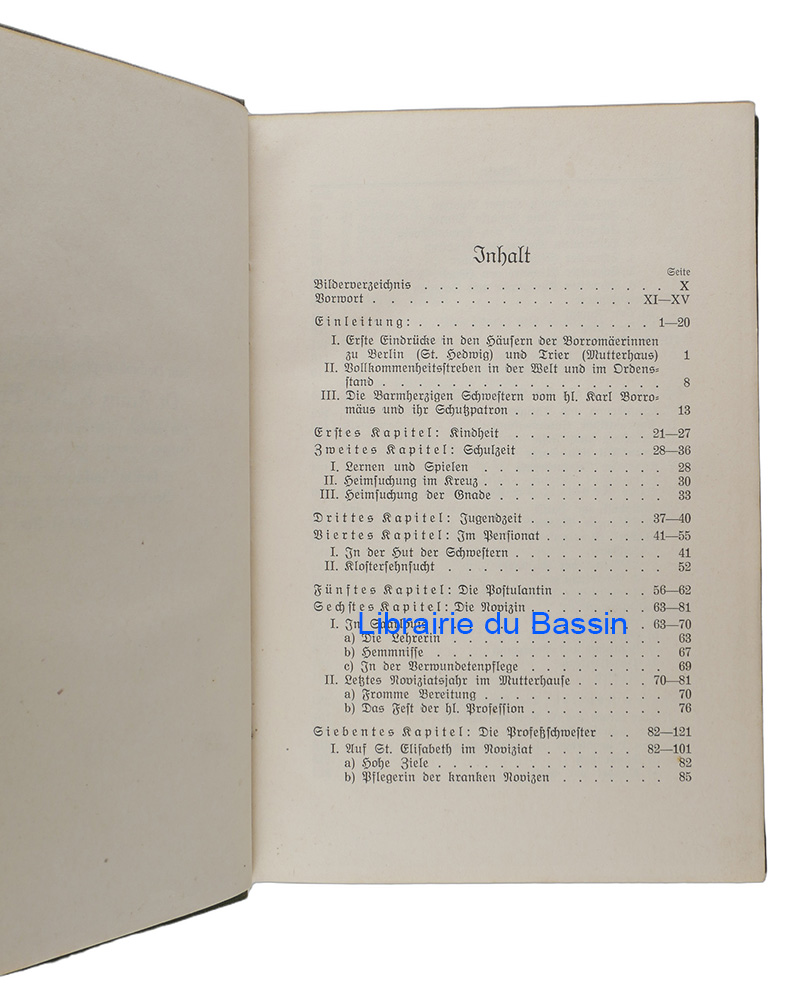 Inhalt
Seite
Bilderverzeichnis . . . . . . . . . . . . . . . . X
Vorwort . . . . . . . . . . . . . . . . . XI—XV
Einleitung: . . . . . . . . . . . . . . . 1—20
I. Erste Eindrücke in den Häusern der Borromäerinnen
zu Berlin (St. Hedwig) und Trier (Mutterhaus) 1
II. Vollkommenheitsstreben in der Welt und im Ordens-
stand . . . . . . . . . . . . . . . . . . 8
III. Die Barmherzigen Schwestern vom hl. Karl Borro-
mäus und ihr Schutzpatron . . . . . . . . . . 13
Erstes Kapitel: Kindheit . . . . . . . . . . 21—27
Zweites Kapitel: Schulzeit . . . . . . . . . 28—36
I. Lernen und Spielen . . . . . . . . . . . . 28
II. Heimsuchung im Kreuz . . . . . . . . . . . . 30
III. Heimsuchung der Gnade . . . . . . . . . . . 33
Drittes Kapitel: Jugendzeit . . . . . . . . 37—40
Viertes Kapitel: Im Pensionat . . . . . . . 41—55
I. In der Hut der Schwestern . . . . . . . . . . 41
II. Klostersehnsucht . . . . . . . . . . . . . . 52
Fünftes Kapitel: Die Postulantin . . . . . . 56—62
Sechstes Kapitel: Die Novizin . . . . . . . . 63—81
I. In Saarlouis . . . . . . . . . . . . . 63—70
Librairie du Bassin
a) Die Lehrerin . . . . . . . . . . . . . 63
b) Hemmnisse . . . . . . . . . . . . . . 67
c) In der Verwundetenpflege . . . . . . . . . 69
II. Letztes Noviziatsjahr im Mutterhause . . . . . 70—81
a) Fromme Bereitung . . . . . . . . . . . . 70
b) Das Fest der hl. Profession . . . . . . . . . 76
Siebentes Kapitel: Die Profeßschwester . . 82—121
I. Auf St. Elisabeth im Noviziat . . . . . . 82—101
a) Hohe Ziele . . . . . . . . . . . . . . 82
b) Pflegerin der kranken Novizen . . . . . . . 85